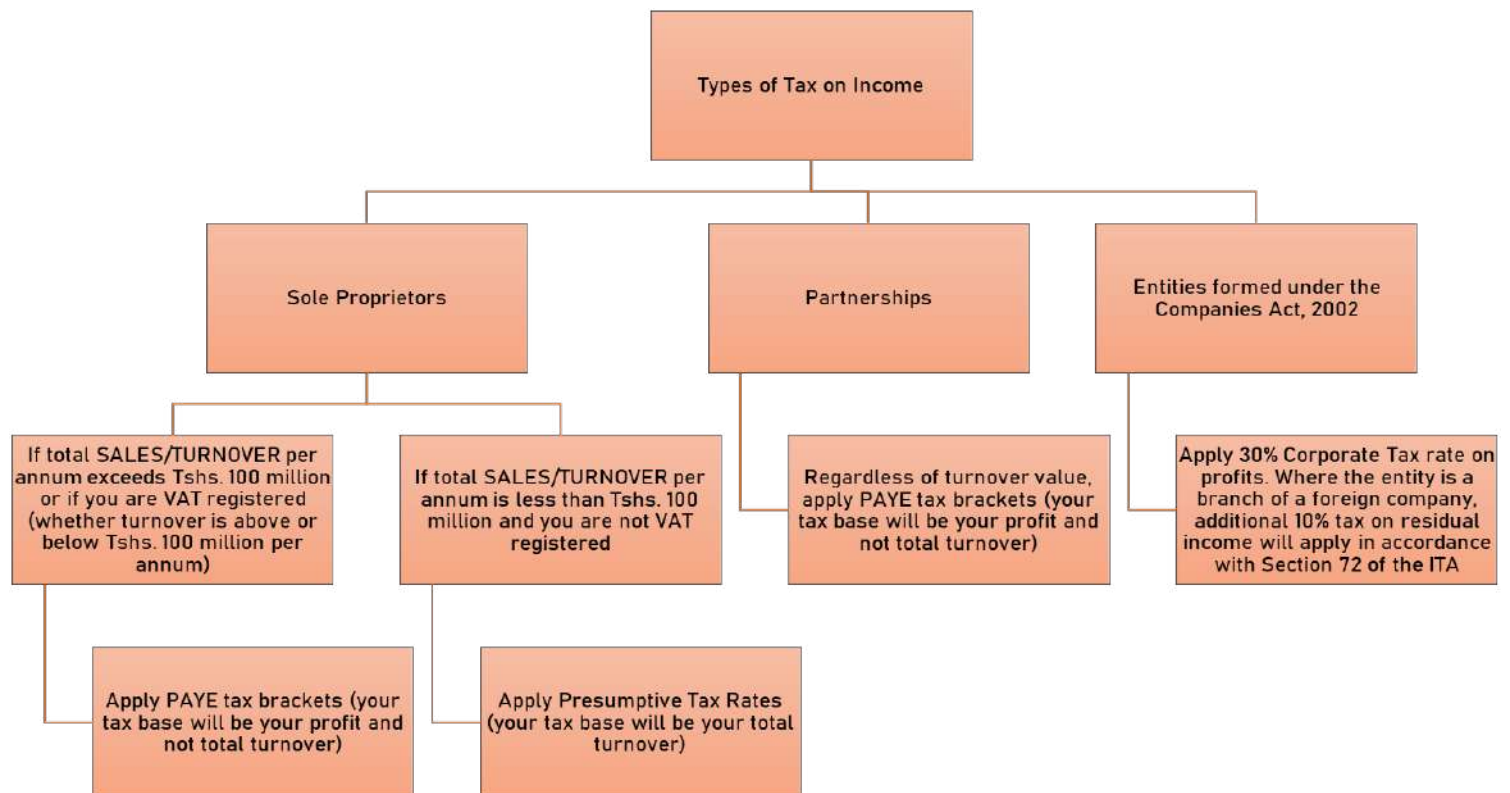 Types of Tax on Income
Sole Proprietors
Partnerships
Entities formed under the
Companies Act, 2002
If total SALES/TURNOVER per
annum exceeds Tshs. 100 million
or if you are VAT registered
(whether turnover is above or
below Tshs. 100 million per
annum)
If total SALES/TURNOVER per
annum is less than Tshs. 100
million and you are not VAT
registered
Regardless of turnover value,
apply PAYE tax brackets (your
tax base will be your profit and
not total turnover)
Apply 30% Corporate Tax rate on
profits. Where the entity is a
branch of a foreign company,
additional 10% tax on residual
income will apply in accordance
with Section 72 of the ITA
Apply PAYE tax brackets (your
tax base will be your profit and
not total turnover)
Apply Presumptive Tax Rates
(your tax base will be your total
turnover)